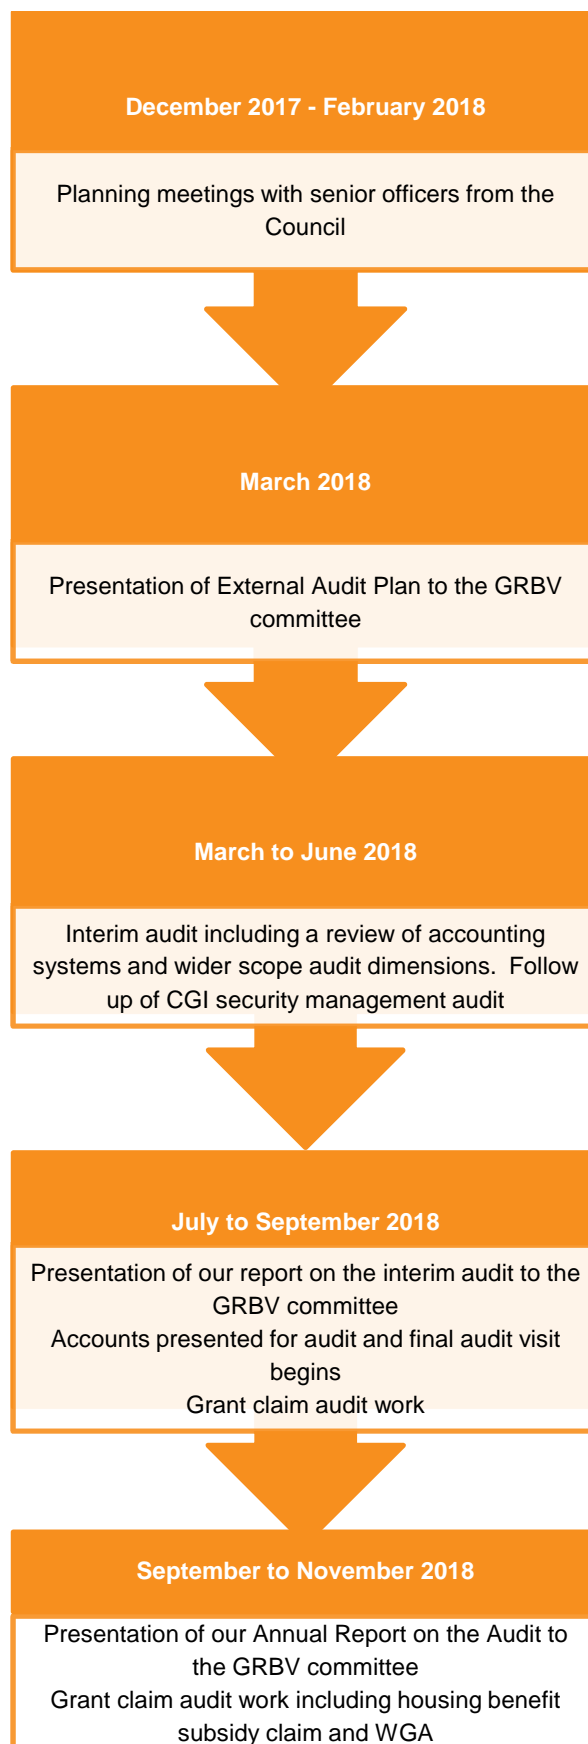 December 2017 - February 2018
Planning meetings with senior officers from the
Council
March 2018
Presentation of External Audit Plan to the GRBV
committee
March to June 2018
Interim audit including a review of accounting
systems and wider scope audit dimensions.  Follow
up of CGI security management audit
July to September 2018
Presentation of our report on the interim audit to the
GRBV committee
Accounts presented for audit and final audit visit
begins
Grant claim audit work
September to November 2018
Presentation of our Annual Report on the Audit to
the GRBV committee
Grant claim audit work including housing benefit
subsidy claim and WGA